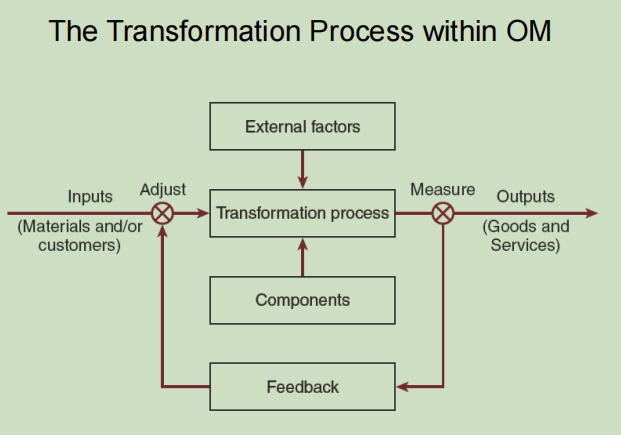 The Transformation Process within OM
External factors
Inputs
Adjust
Transformation process
Measure
Outputs
(Materials and/or
customers)
(Goods and
Services)
Components
Feedback